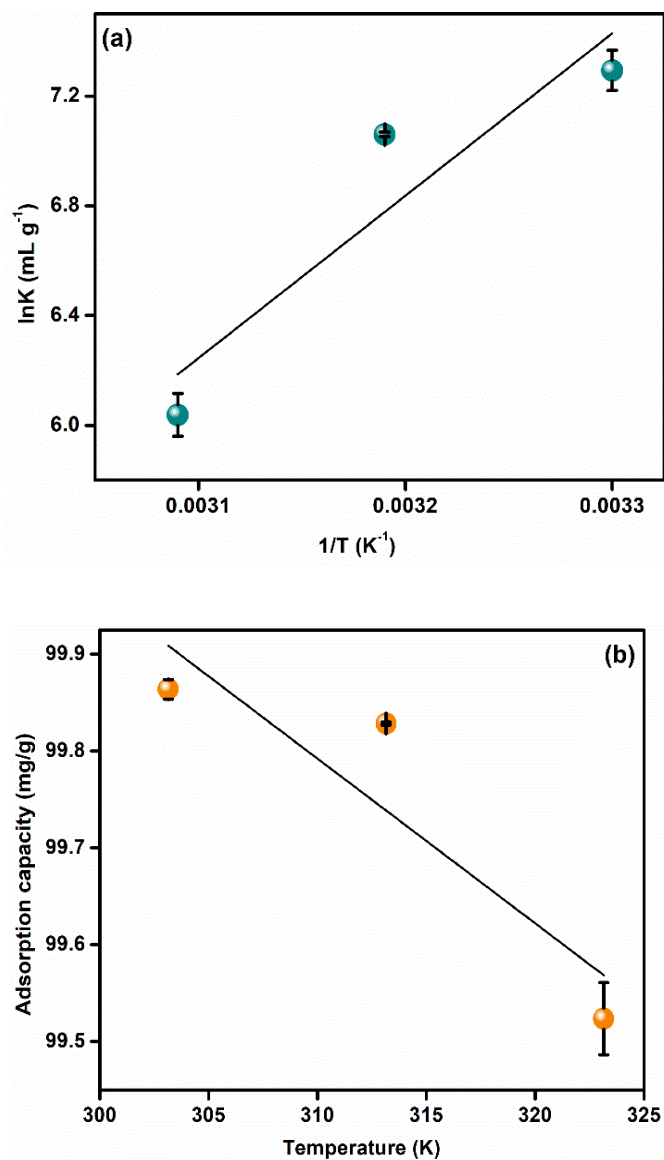 (a)
7.2
6.8
6.4
6.0
lnK (mL g⁻¹)
0.0031 0.0032 0.0033
1/T (K⁻¹)
(b)
99.9
99.8
99.7
99.6
99.5
Adsorption capacity (mg/g)
300 305 310 315 320 325
Temperature (K)